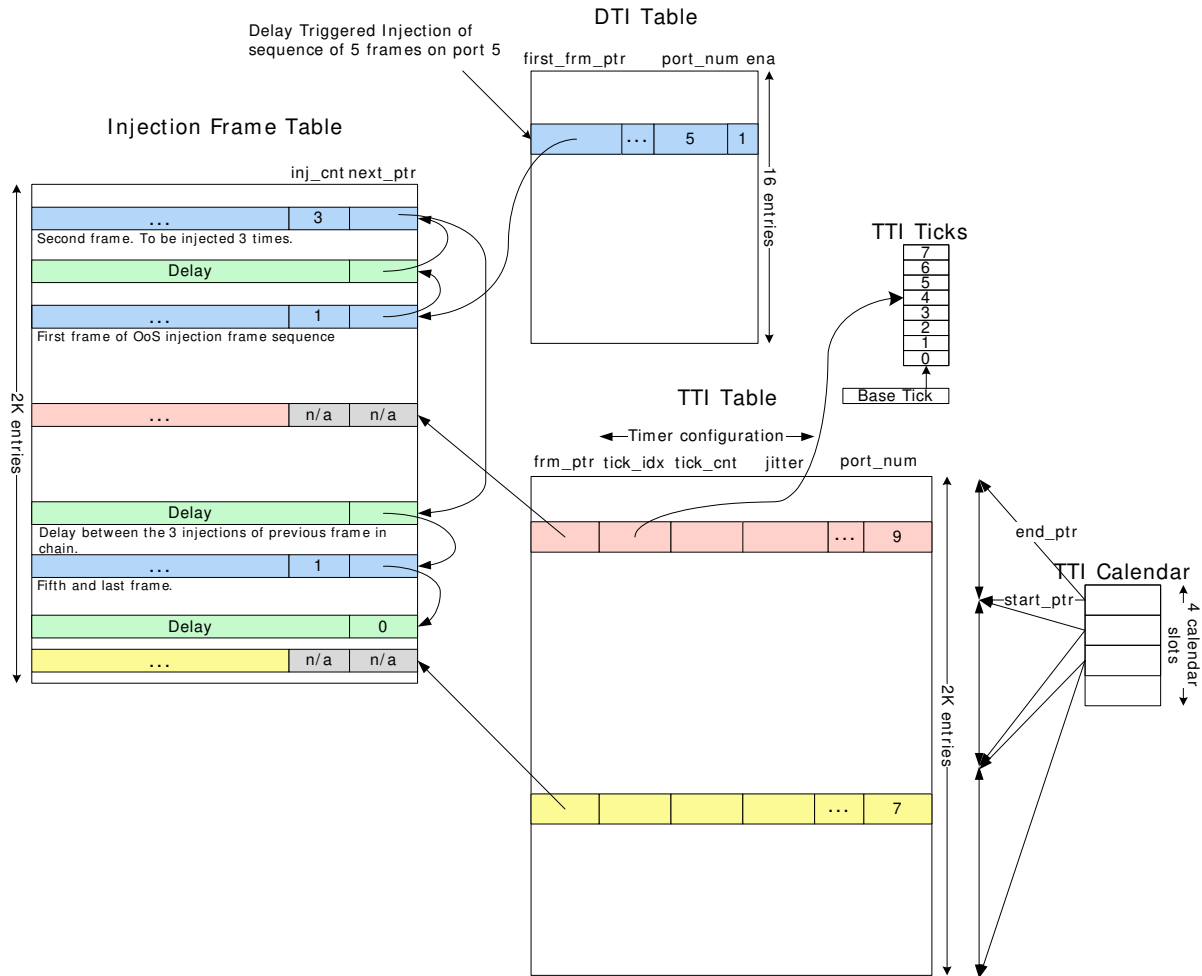 DTI Table
Delay Triggered Injection of
sequence of 5 frames on port 5
first_frm_ptr port_num ena
... 5 1
16 entries
Injection Frame Table
inj_cnt next_ptr
... 3
Second frame. To be injected 3 times.
Delay
... 1
First frame of OoS injection frame sequence
... n/a n/a
Delay
Delay between the 3 injections of previous frame in
chain.
... 1
Fifth and last frame.
Delay 0
... n/a n/a
2K entries
TTI Ticks
7
6
5
4
3
2
1
0
Base Tick
TTI Table
Timer configuration
frm_ptr tick_idx tick_cnt jitter port_num
... 9
... 7
2K entries
end_ptr
TTI Calendar
start_ptr
4 calendar
slots